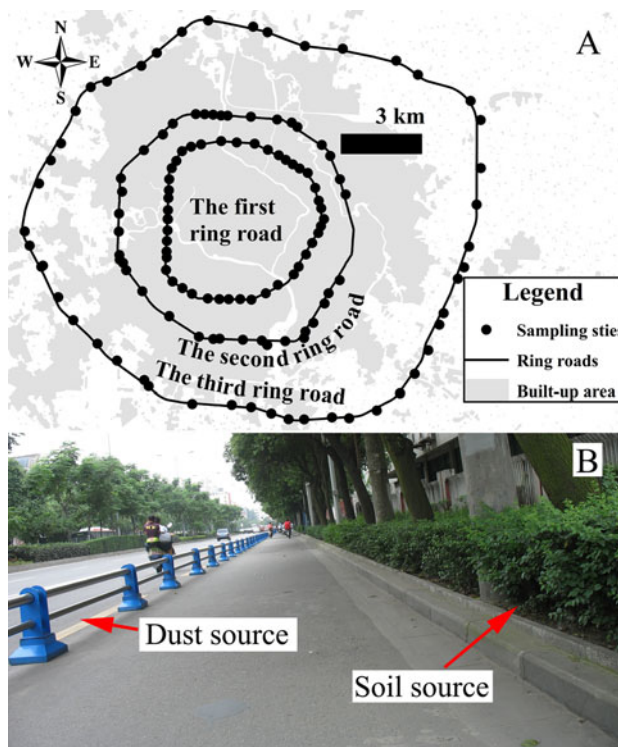 A
N
W E
S
3 km
The first
ring road
Legend
Sampling sties
Ring roads
Built-up area
The second ring road
The third ring road
B
Dust source
Soil source